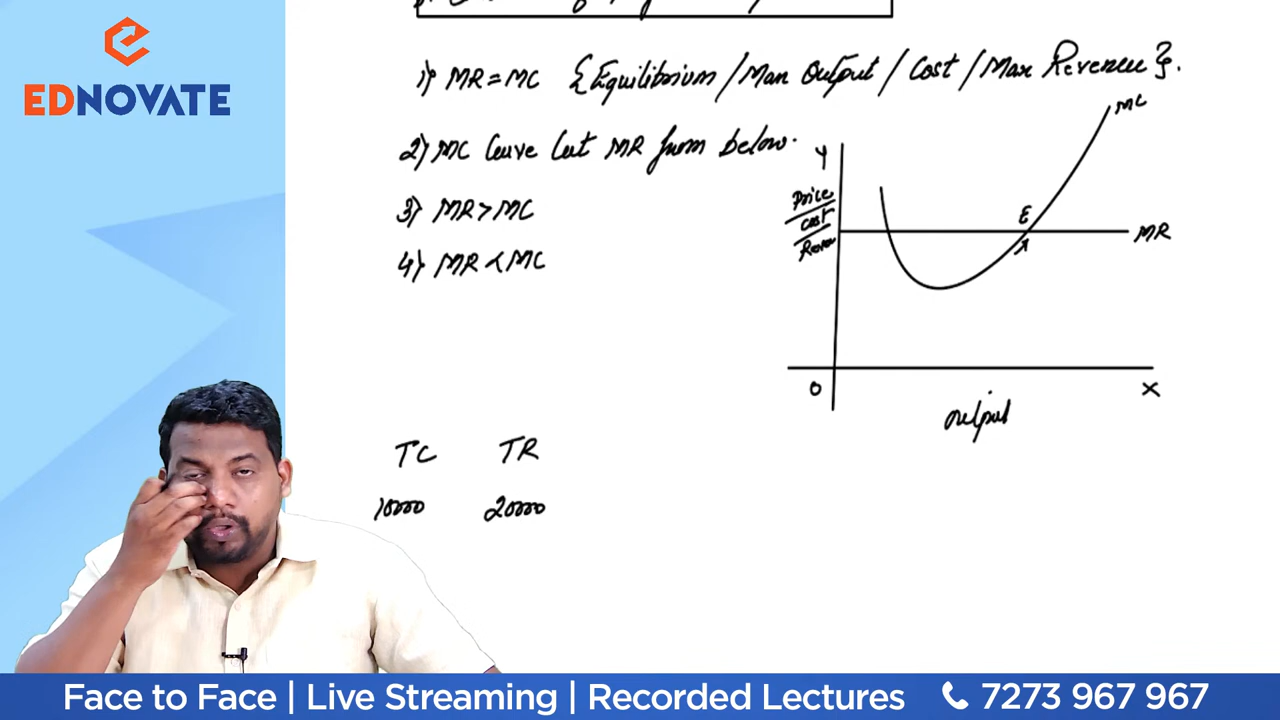 EDNOVATE
1) MR = MC {Equilibrium / Max Output / Cost / Max Revenue}.
2) MC Curve Cut MR from below.
3) MR > MC
4) MR < MC
Y
MC
Price
Cost
E
MR
O
X
output
TC TR
10000 20000
Face to Face | Live Streaming | Recorded Lectures 7273 967 967